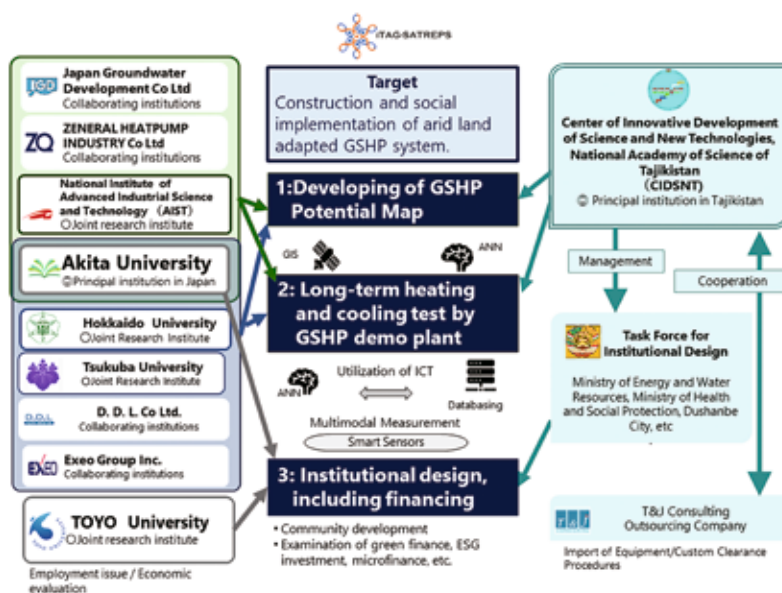 iTAG-SATREPS
JGD
Japan Groundwater
Development Co Ltd
Collaborating institutions
ZQ
ZENERAL HEATPUMP
INDUSTRY Co Ltd
Collaborating institutions
National Institute of
Advanced Industrial Science
and Technology (AIST)
○Joint research institute
Akita University
◎Principal institution in Japan
Hokkaido University
○Joint Research Institute
Tsukuba University
○Joint Research Institute
D.D.L
D. D. L. Co Ltd.
Collaborating institutions
EXEO
Exeo Group Inc.
Collaborating institutions
TOYO University
○Joint research institute
Employment issue / Economic
evaluation
Target
Construction and social
implementation of arid land
adapted GSHP system.
1:Developing of GSHP
Potential Map
GIS
ANN
2: Long-term heating
and cooling test by
GSHP demo plant
ANN
Utilization of ICT
Databasing
Multimodal Measurement
Smart Sensors
3: Institutional design,
including financing
• Community development
• Examination of green finance, ESG
investment, microfinance, etc.
Center of Innovative Development
of Science and New Technologies,
National Academy of Science of
Tajikistan
(CIDSNT)
◎ Principal institution in Tajikistan
Management
Cooperation
Task Force for
Institutional Design
Ministry of Energy and Water
Resources, Ministry of Health
and Social Protection, Dushanbe
City, etc
T&J
T&J Consulting
Outsourcing Company
Import of Equipment/Custom Clearance
Procedures